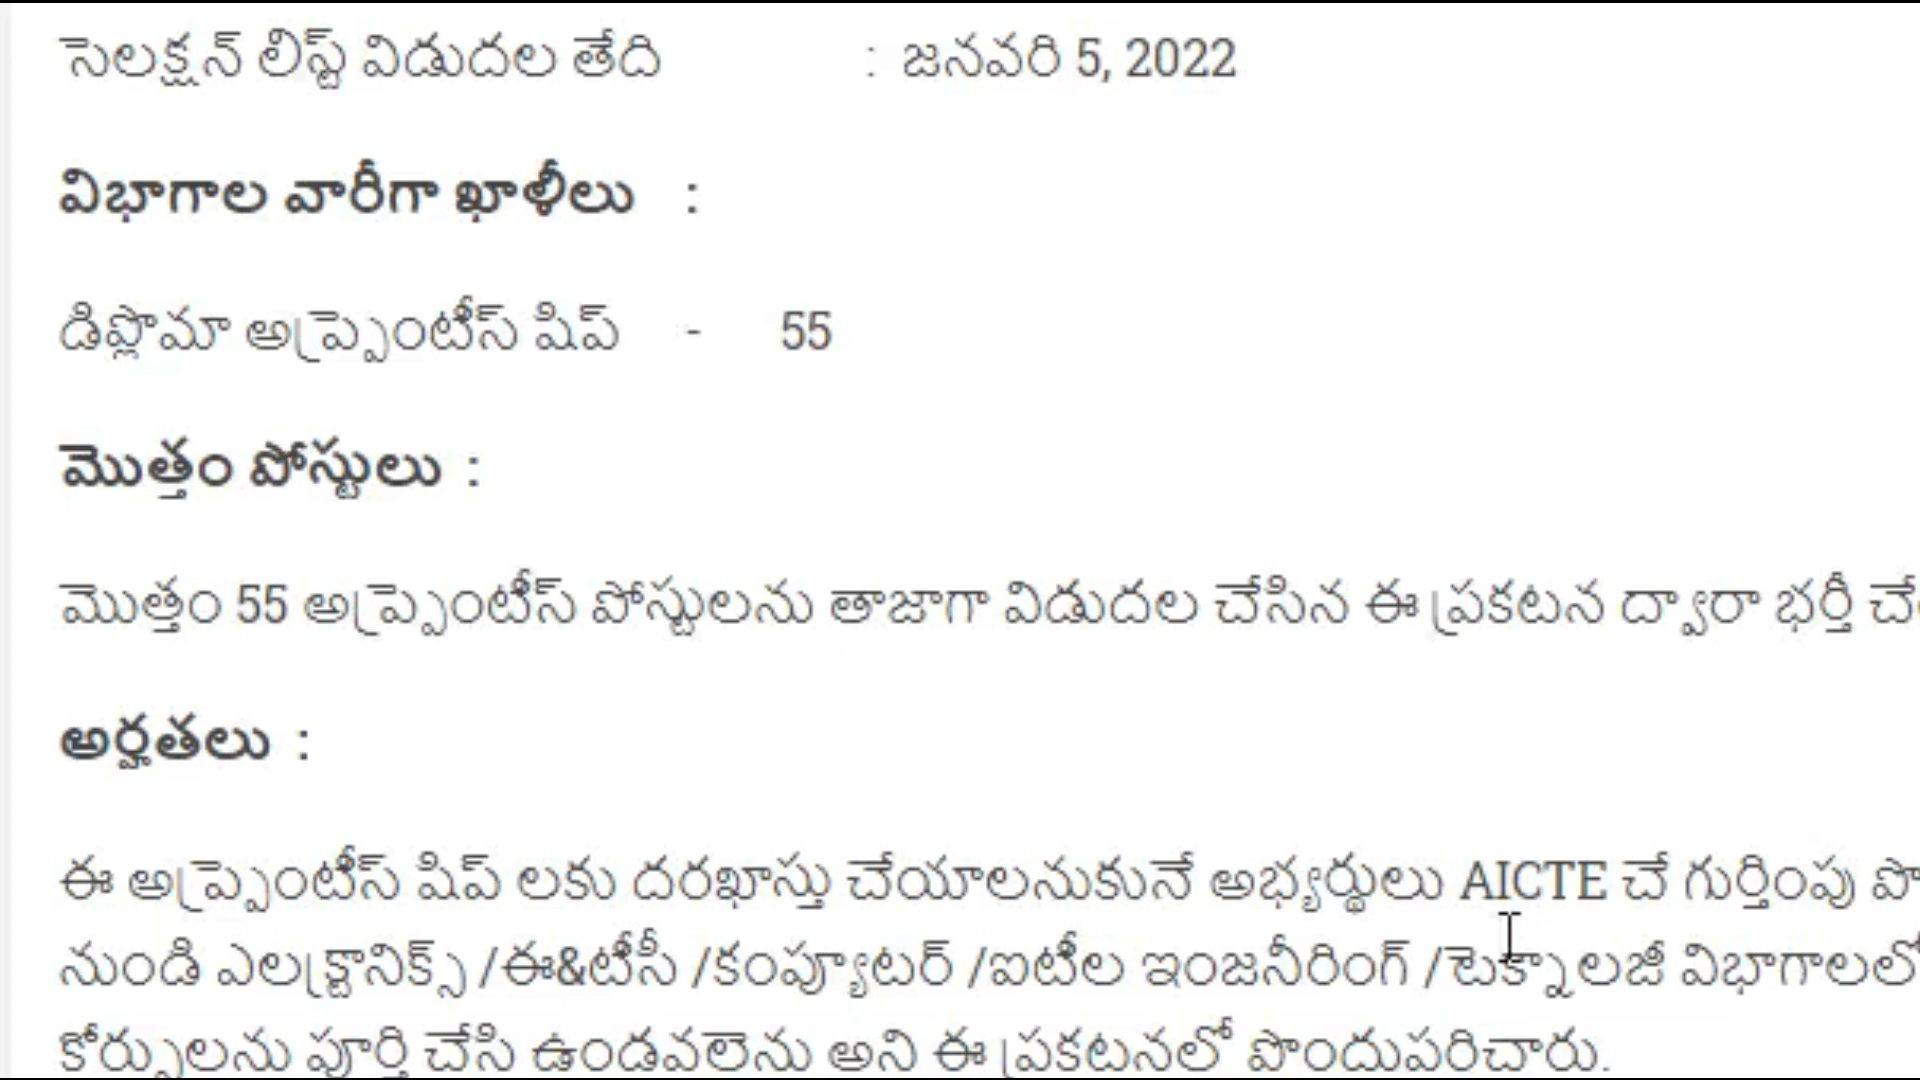 సెలక్షన్ లిస్ట్ విడుదల తేది : జనవరి 5, 2022
విభాగాల వారీగా ఖాళీలు :
డిప్లొమా అప్ప్రెంటీస్ షిప్ - 55
మొత్తం పోస్టులు :
మొత్తం 55 అప్ప్రెంటీస్ పోస్టులను తాజాగా విడుదల చేసిన ఈ ప్రకటన ద్వారా భర్తీ
అర్హతలు :
ఈ అప్ప్రెంటీస్ షిప్ లకు దరఖాస్తు చేయాలనుకునే అభ్యర్థులు AICTE చే గుర్తింపు
నుండి ఎలక్ట్రానిక్స్ /ఈ&టీసీ /కంప్యూటర్ /ఐటీల ఇంజనీరింగ్ /టెక్నాలజీ విభాగాలలో
కోర్సులను పూర్తి చేసి ఉండవలెను అని ఈ ప్రకటనలో పొందుపరిచారు.